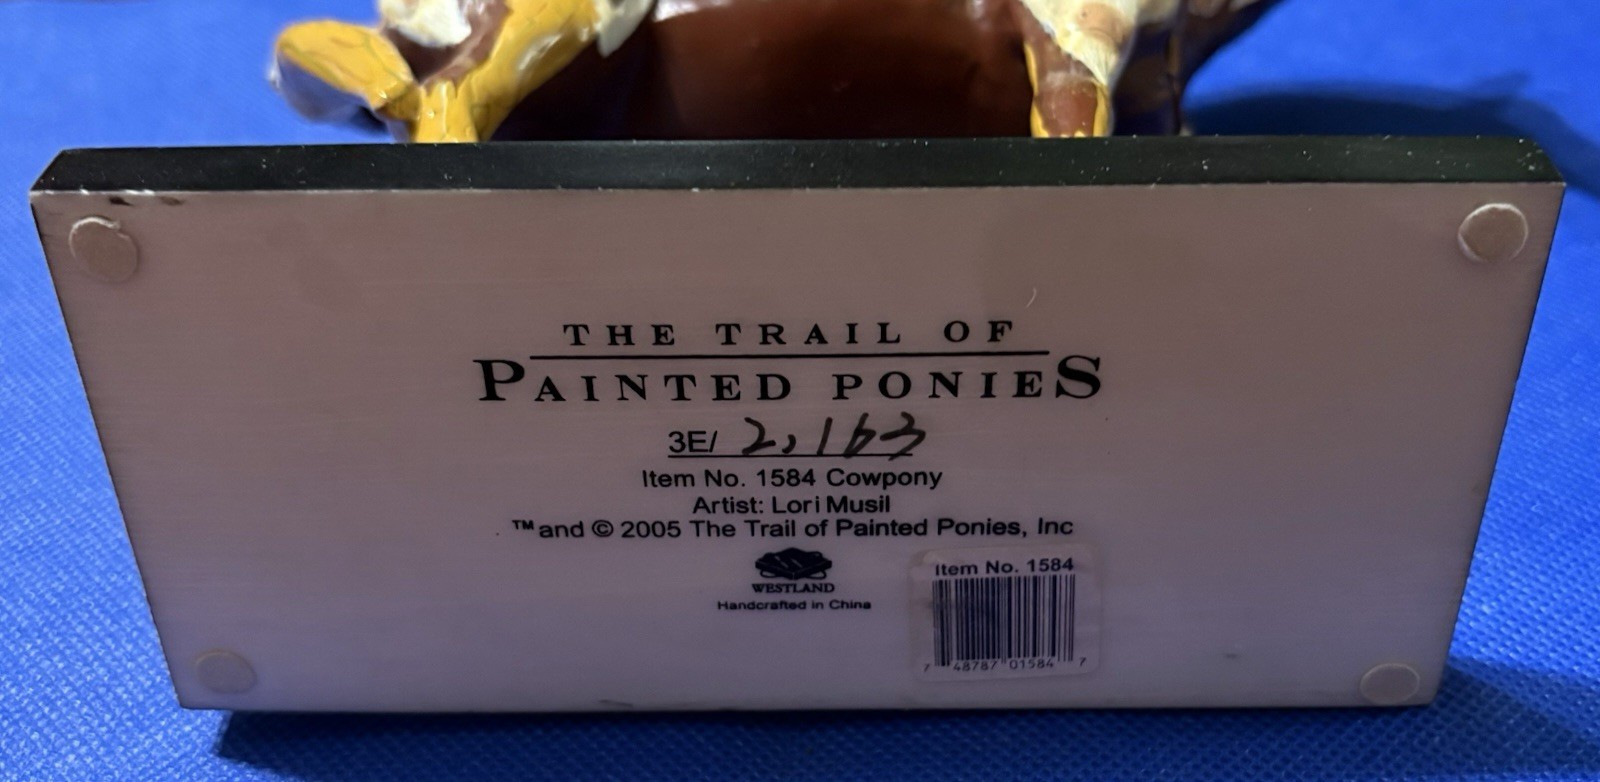 THE TRAIL OF
PAINTED PONIES
3E/ 2,163
Item No. 1584 Cowpony
Artist: Lori Musil
™ and © 2005 The Trail of Painted Ponies, Inc
WESTLAND
Handcrafted in China
Item No. 1584
7 48787 01584 7